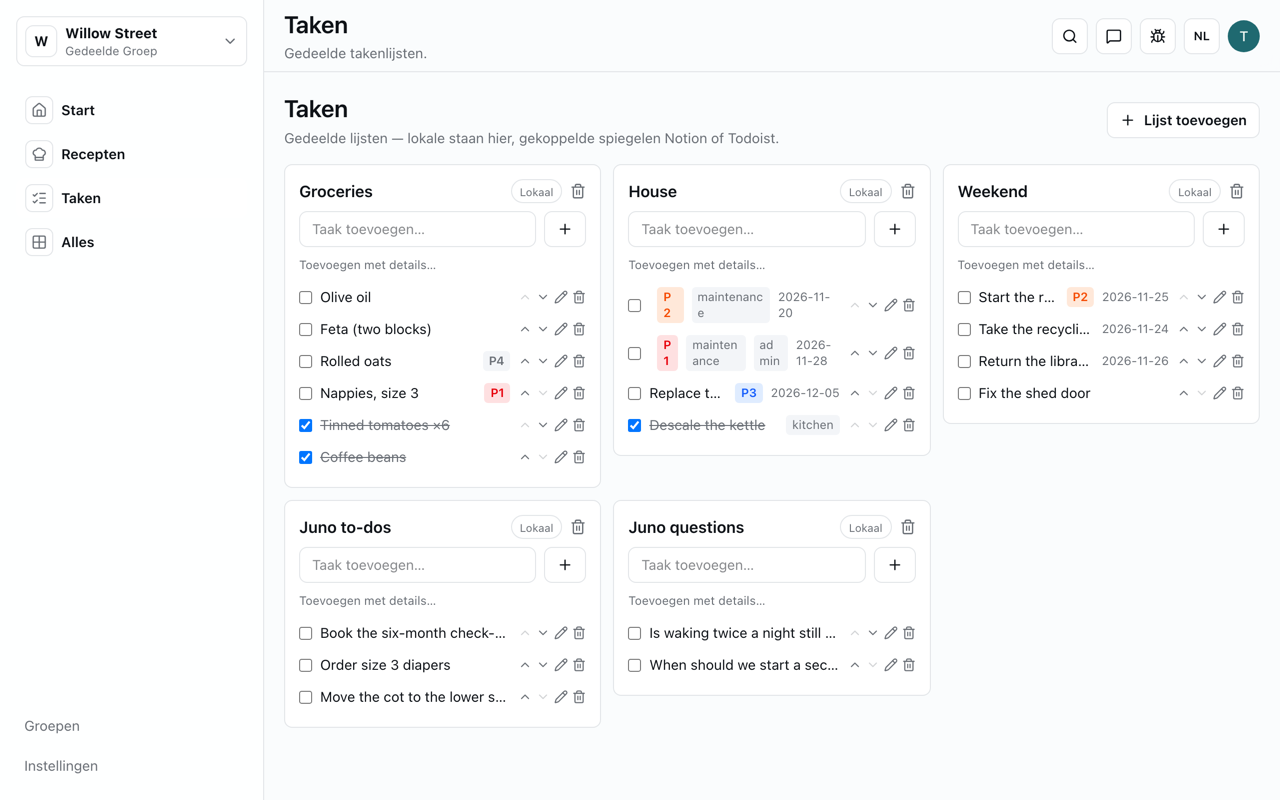 W
Willow Street
Gedeelde Groep
Start
Recepten
Taken
Alles
Groepen
Instellingen
Taken
Gedeelde takenlijsten.
NL
T
Taken
Gedeelde lijsten — lokale staan hier, gekoppelde spiegelen Notion of Todoist.
Lijst toevoegen
Groceries
Lokaal
Taak toevoegen...
Toevoegen met details...
Olive oil
Feta (two blocks)
Rolled oats P4
Nappies, size 3 P1
Tinned tomatoes ×6
Coffee beans
House
Lokaal
Taak toevoegen...
Toevoegen met details...
P2 maintenance 2026-11-20
P1 maintenance admin 2026-11-28
Replace t... P3 2026-12-05
Descale the kettle kitchen
Weekend
Lokaal
Taak toevoegen...
Toevoegen met details...
Start the r... P2 2026-11-25
Take the recycli... 2026-11-24
Return the libra... 2026-11-26
Fix the shed door
Juno to-dos
Lokaal
Taak toevoegen...
Toevoegen met details...
Book the six-month check-...
Order size 3 diapers
Move the cot to the lower s...
Juno questions
Lokaal
Taak toevoegen...
Toevoegen met details...
Is waking twice a night still ...
When should we start a sec...